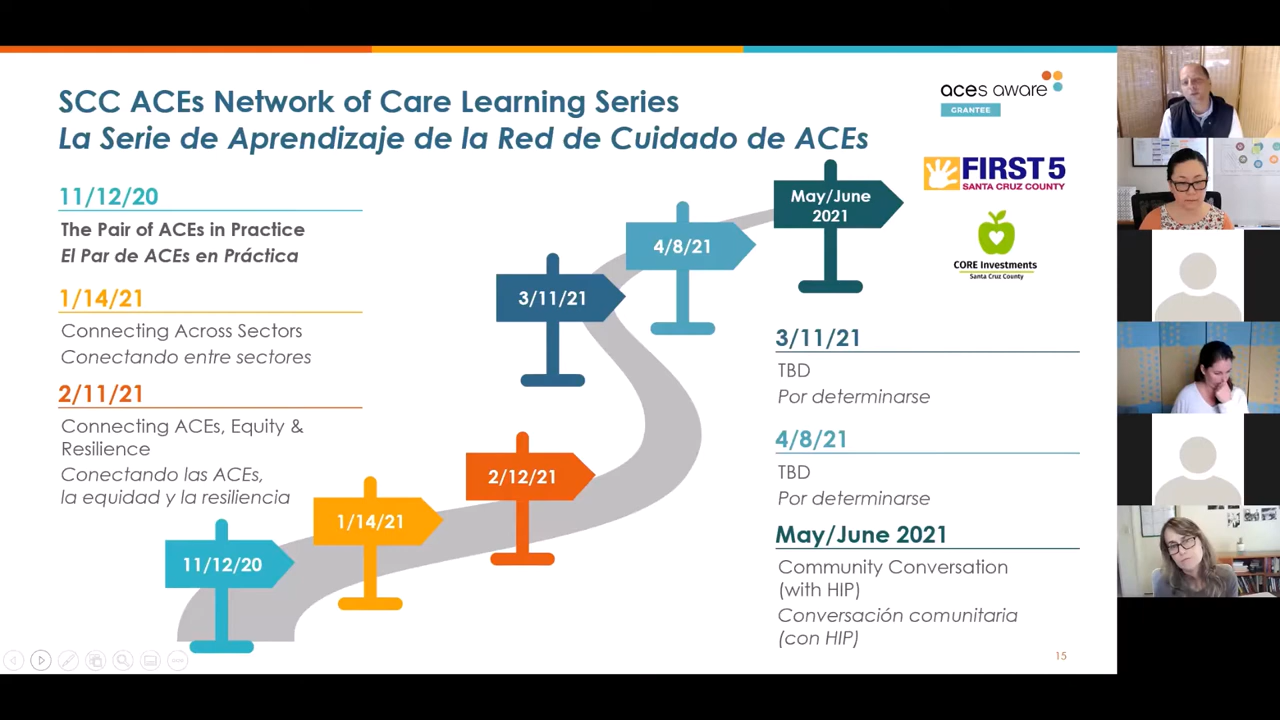 SCC ACEs Network of Care Learning Series
La Serie de Aprendizaje de la Red de Cuidado de ACEs
aces aware
GRANTEE
FIRST 5
SANTA CRUZ COUNTY
CORE Investments
Santa Cruz County
11/12/20
The Pair of ACEs in Practice
El Par de ACEs en Práctica
1/14/21
Connecting Across Sectors
Conectando entre sectores
2/11/21
Connecting ACEs, Equity &
Resilience
Conectando las ACEs,
la equidad y la resiliencia
11/12/20
1/14/21
2/12/21
3/11/21
4/8/21
May/June
2021
3/11/21
TBD
Por determinarse
4/8/21
TBD
Por determinarse
May/June 2021
Community Conversation
(with HIP)
Conversación comunitaria
(con HIP)
15